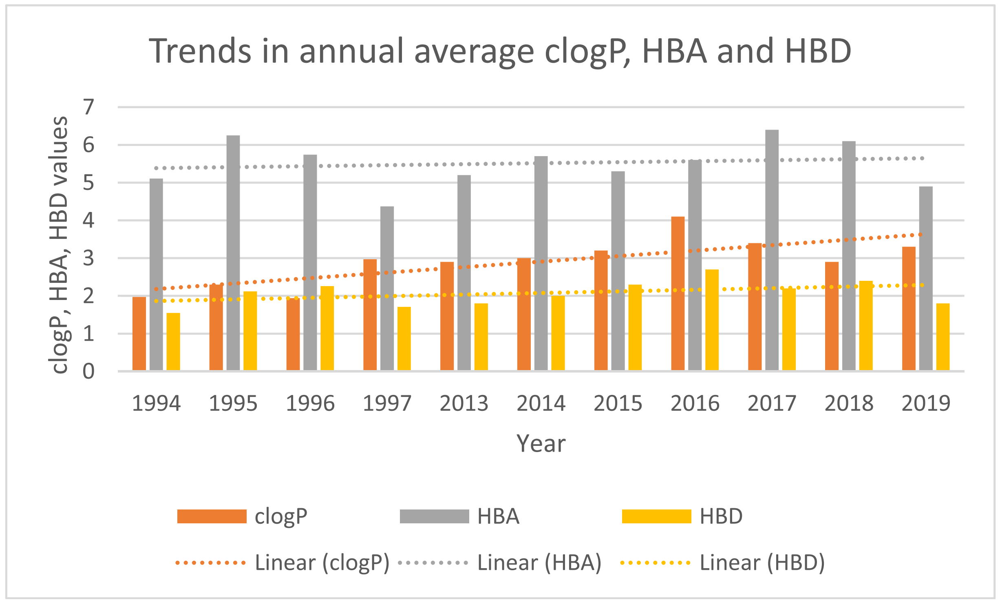 Trends in annual average clogP, HBA and HBD
clogP, HBA, HBD values
7
6
5
4
3
2
1
0
1994 1995 1996 1997 2013 2014 2015 2016 2017 2018 2019
Year
clogP HBA HBD
Linear (clogP) Linear (HBA) Linear (HBD)